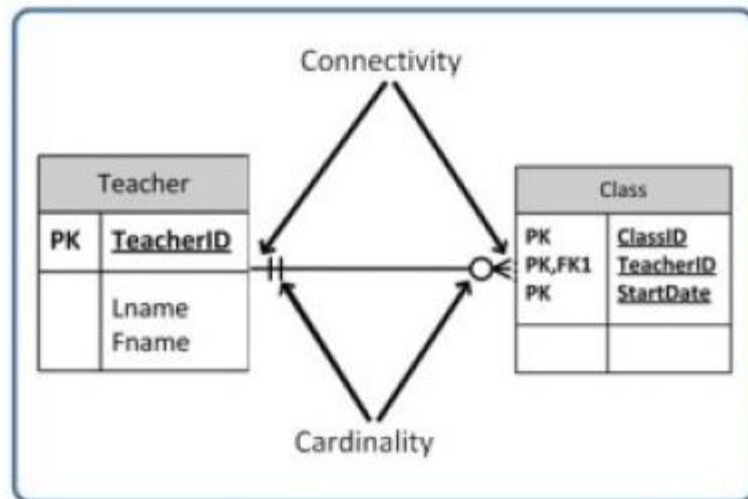 Connectivity
Teacher
PK TeacherID
Lname
Fname
Class
PK ClassID
PK,FK1 TeacherID
PK StartDate
Cardinality